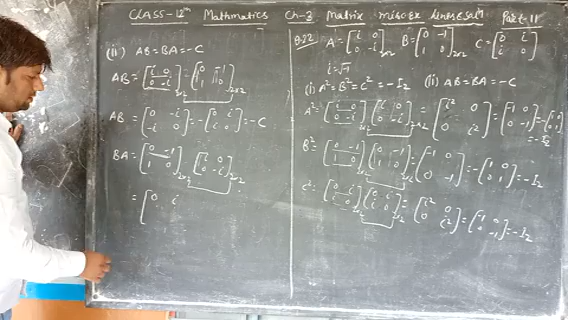 CLASS-12th Mathematics Ch-3 Matrix misc Ex Part-11
(ii) AB=BA=-C
AB=[i 0; 0 -i]2x2 [0 -1; 1 0]2x2
AB=[0 -i; -i 0]=-[0 i; i 0]=-C
BA=[0 -1; 1 0]2x2 [i 0; 0 -i]2x2
=[0 i
Q.22 A=[i 0; 0 -i]2x2 B=[0 -1; 1 0]2x2 C=[0 i; i 0]
i=√-1
(i) A²=B²=C²=-I2 (ii) AB=BA=-C
A²=[i 0; 0 -i]2x2 [i 0; 0 -i]2x2=[i² 0; 0 i²]=[-1 0; 0 -1]=-[1 0; 0 1]
=-I2
B²=[0 -1; 1 0][0 -1; 1 0]=[-1 0; 0 -1]=-[1 0; 0 1]=-I2
C²=[0 i; i 0][0 i; i 0]=[i² 0; 0 i²]=[-1 0; 0 -1]=-I2